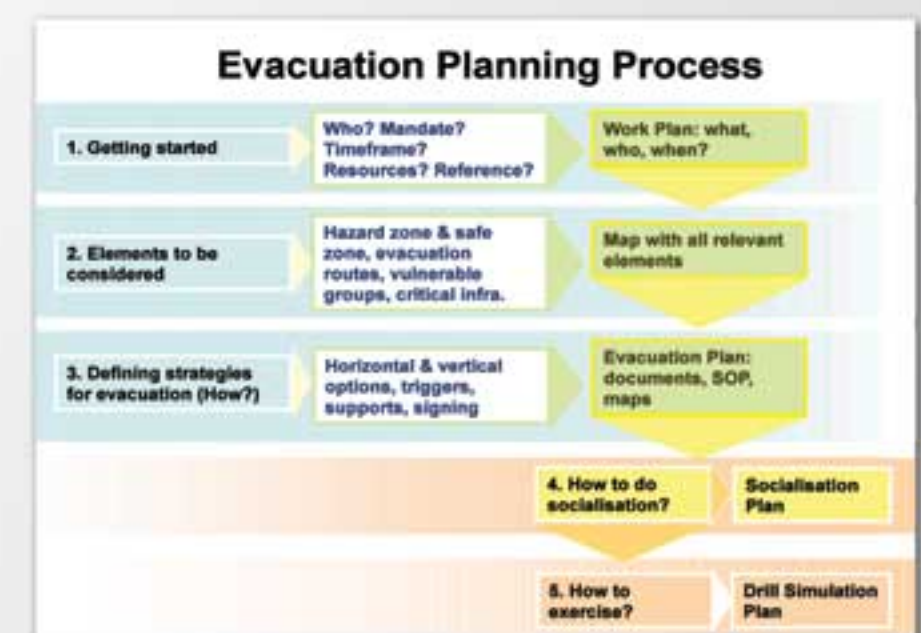 Evacuation Planning Process
1. Getting started
Who? Mandate?
Timeframe?
Resources? Reference?
Work Plan: what,
who, when?
2. Elements to be
considered
Hazard zone & safe
zone, evacuation
routes, vulnerable
groups, critical infra.
Map with all relevant
elements
3. Defining strategies
for evacuation (How?)
Horizontal & vertical
options, triggers,
supports, signing
Evacuation Plan:
documents, SOP,
maps
4. How to do
socialisation?
Socialisation
Plan
5. How to
exercise?
Drill Simulation
Plan